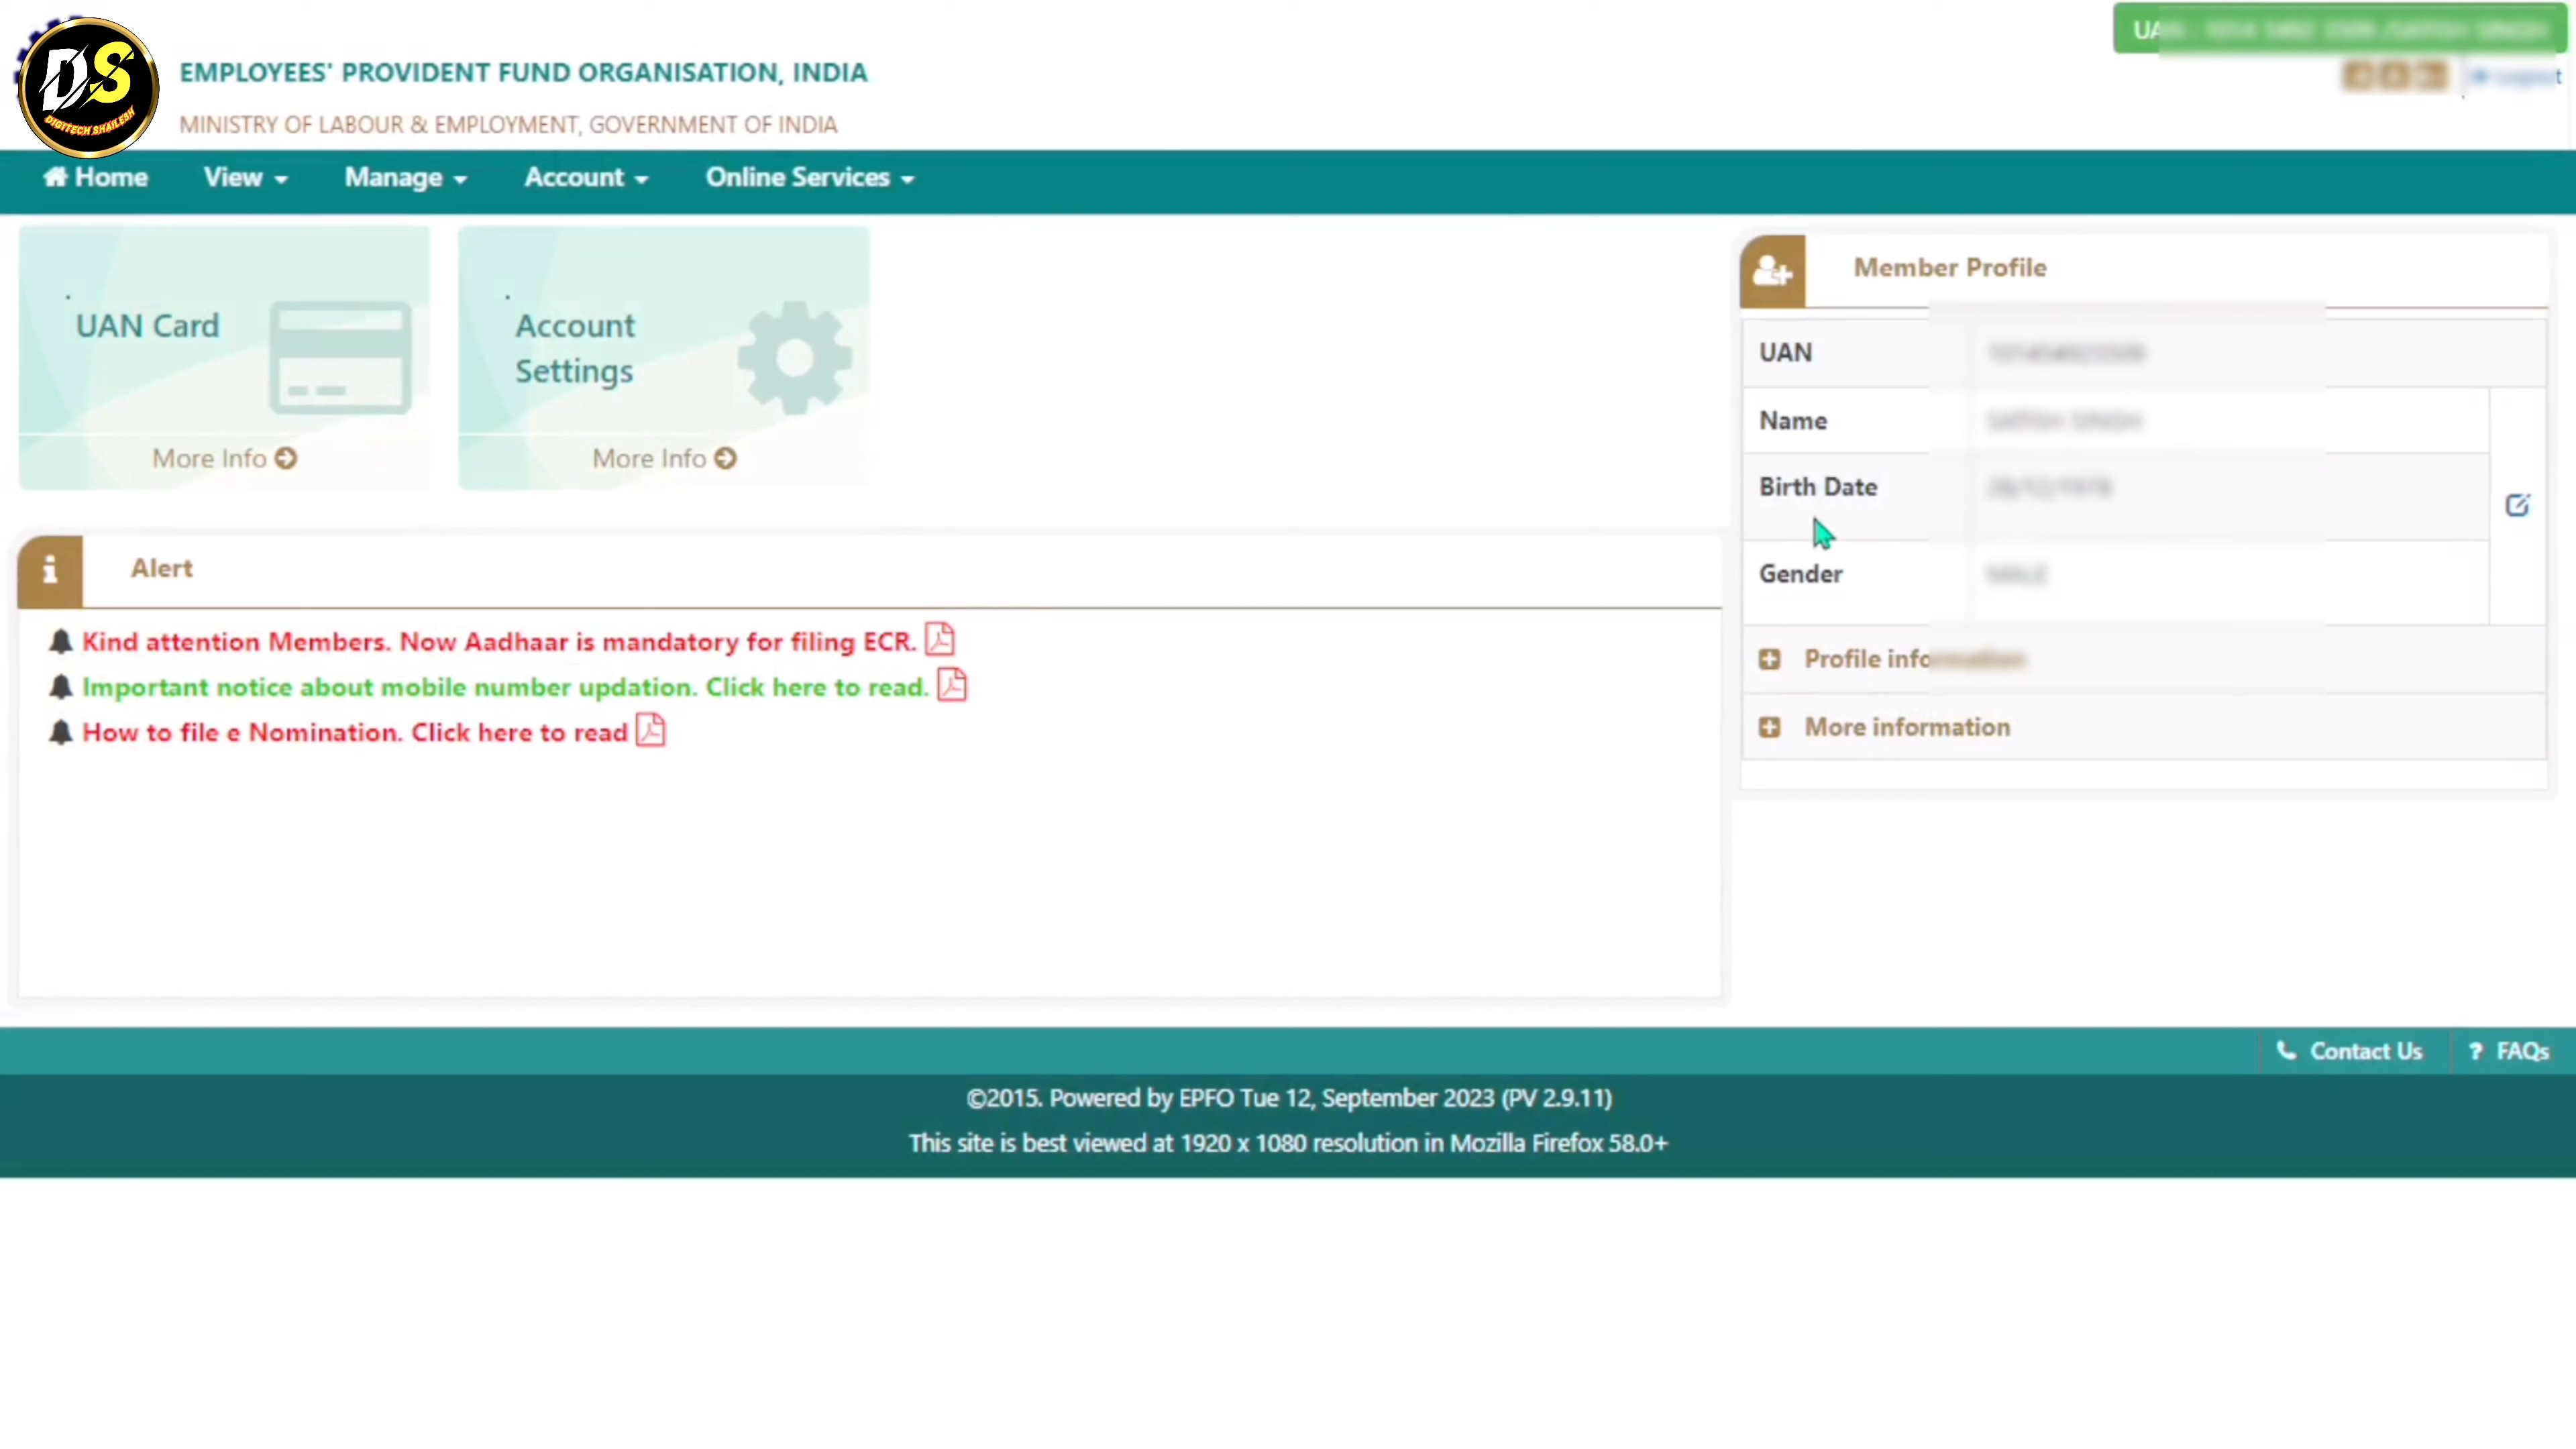 DS
DIGITECH SHAILESH
EMPLOYEES' PROVIDENT FUND ORGANISATION, INDIA
MINISTRY OF LABOUR & EMPLOYMENT, GOVERNMENT OF INDIA
Home View Manage Account Online Services
UAN Card
More Info
Account
Settings
More Info
Alert
Kind attention Members. Now Aadhaar is mandatory for filing ECR.
Important notice about mobile number updation. Click here to read.
How to file e Nomination. Click here to read
Member Profile
UAN
Name
Birth Date
Gender
Profile information
More information
Contact Us ? FAQs
©2015. Powered by EPFO Tue 12, September 2023 (PV 2.9.11)
This site is best viewed at 1920 x 1080 resolution in Mozilla Firefox 58.0+